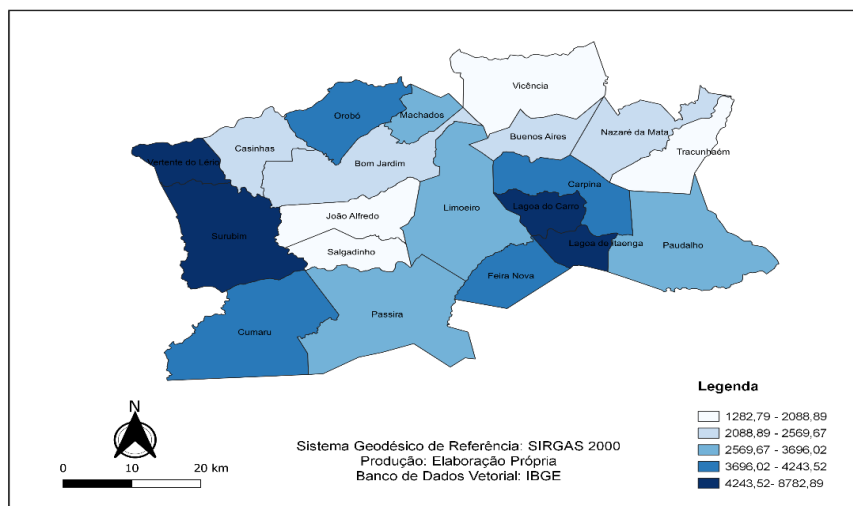 Vicência
Orobó
Machados
Casinhas
Buenos Aires
Nazaré da Mata
Tracunhaém
Vertente do Lério
Bom Jardim
Carpina
Limoeiro
Lagoa do Carro
João Alfredo
Surubim
Lagoa de Itaenga
Paudalho
Salgadinho
Feira Nova
Cumaru
Passira
Legenda
1282,79 - 2088,89
2088,89 - 2569,67
2569,67 - 3696,02
3696,02 - 4243,52
4243,52- 8782,89
N
0 10 20 km
Sistema Geodésico de Referência: SIRGAS 2000
Produção: Elaboração Própria
Banco de Dados Vetorial: IBGE